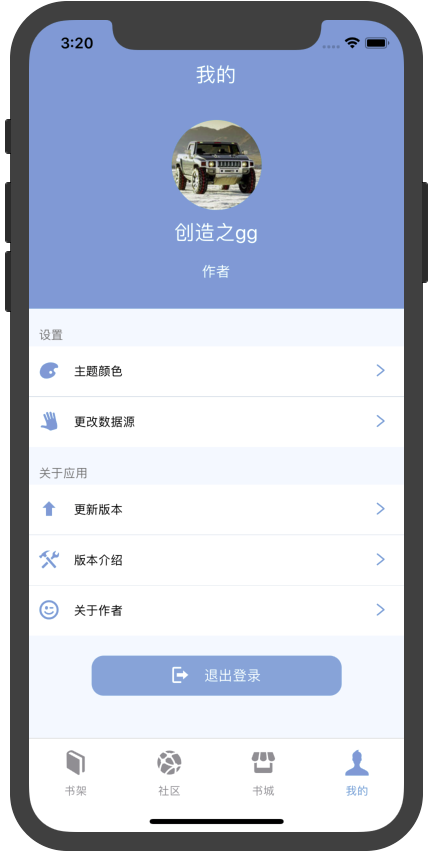 3:20
我的
创造之gg
作者
设置
主题颜色
更改数据源
关于应用
更新版本
版本介绍
关于作者
退出登录
书架
社区
书城
我的